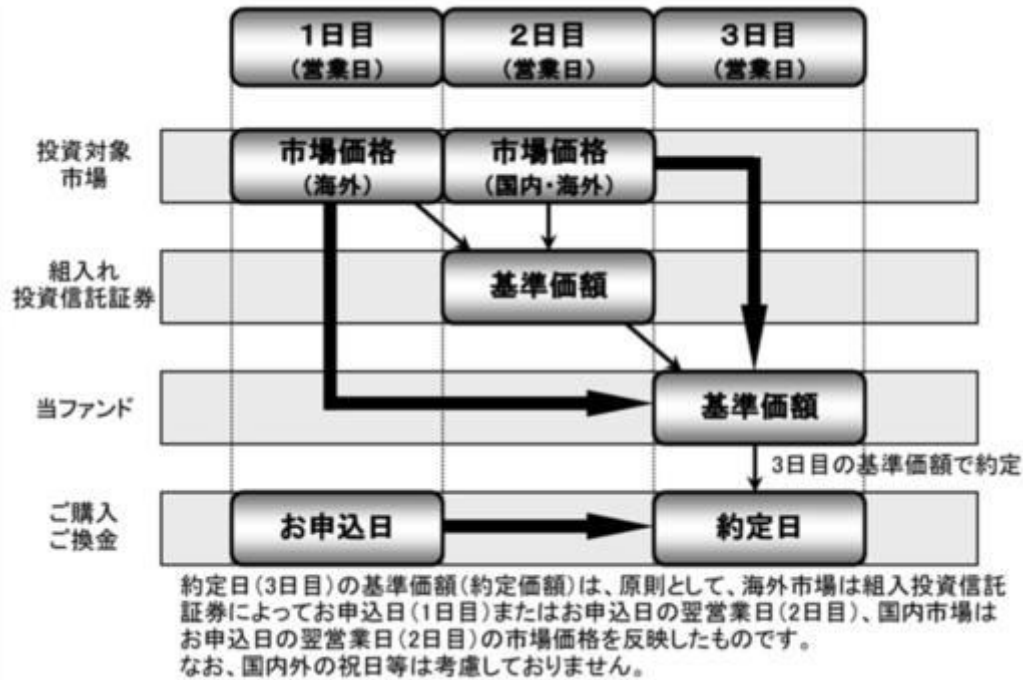 1日目
(営業日)
2日目
(営業日)
3日目
(営業日)
投資対象
市場
市場価格
(海外)
市場価格
(国内・海外)
組入れ
投資信託証券
基準価額
当ファンド
基準価額
3日目の基準価額で約定
ご購入
ご換金
お申込日
約定日
約定日(3日目)の基準価額(約定価額)は、原則として、海外市場は組入投資信託
証券によってお申込日(1日目)またはお申込日の翌営業日(2日目)、国内市場は
お申込日の翌営業日(2日目)の市場価格を反映したものです。
なお、国内外の祝日等は考慮しておりません。